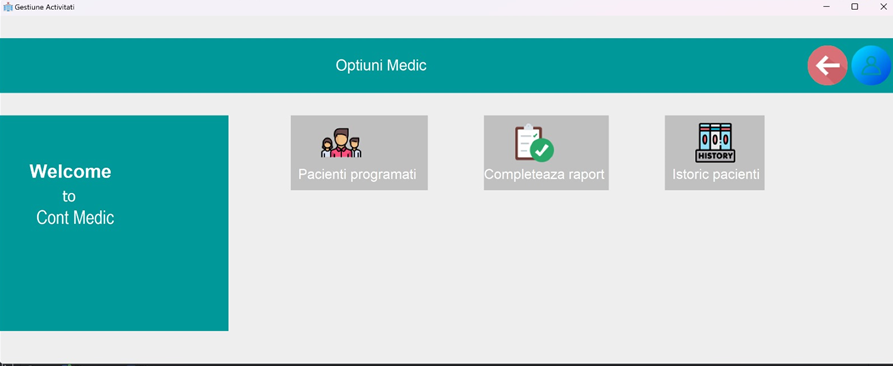 Gestiune Activitati
Optiuni Medic
Welcome
to
Cont Medic
Pacienti programati
Completeaza raport
HISTORY
Istoric pacienti